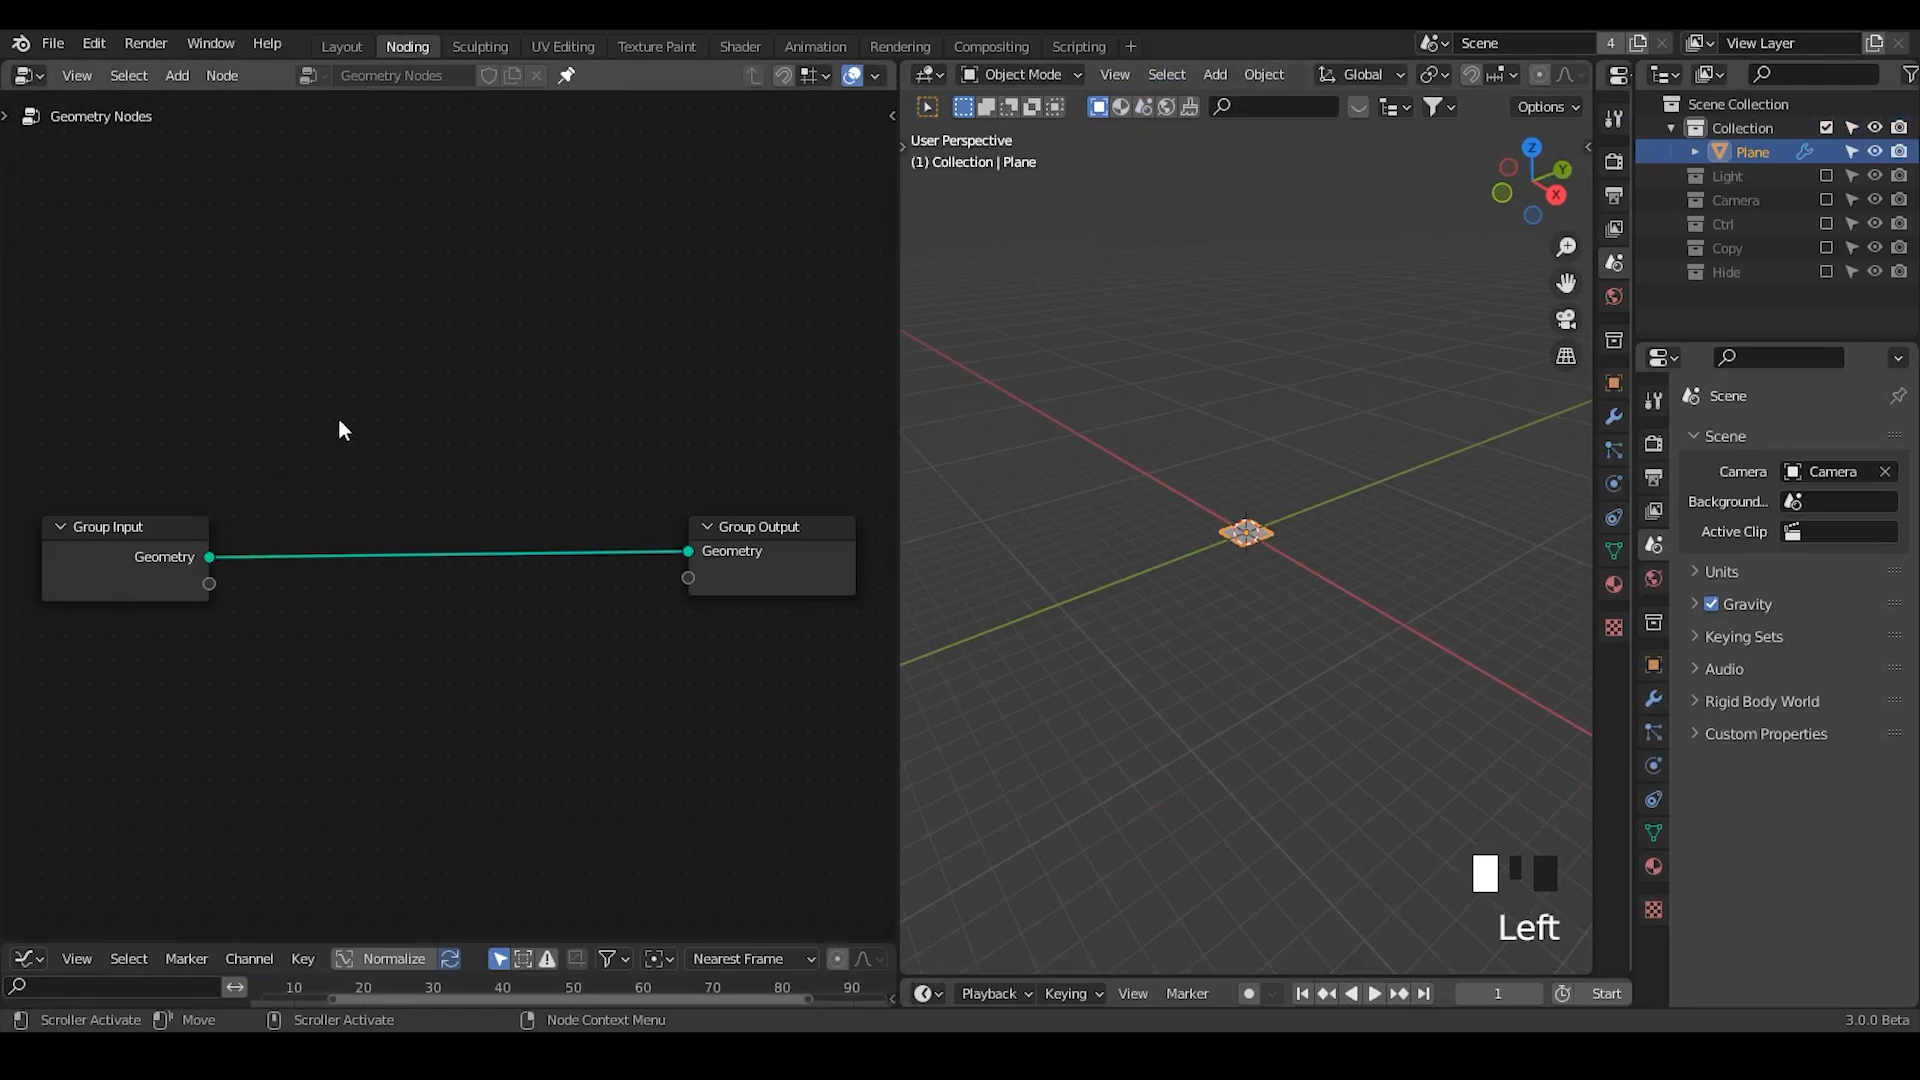 File Edit Render Window Help Layout Noding Sculpting UV Editing Texture Paint Shader Animation Rendering Compositing Scripting + Scene 4 View Layer
View Select Add Node Geometry Nodes Object Mode View Select Add Object Global
Options
Geometry Nodes
User Perspective
(1) Collection | Plane
Z
Y
X
Scene Collection
Collection
Plane
Light
Camera
Ctrl
Copy
Hide
Group Input
Geometry
Group Output
Geometry
Scene
Scene
Camera Camera
Background...
Active Clip
Units
Gravity
Keying Sets
Audio
Rigid Body World
Custom Properties
Left
View Select Marker Channel Key Normalize Nearest Frame
10 20 30 40 50 60 70 80 90
Playback Keying View Marker 1 Start
Scroller Activate Move Scroller Activate Node Context Menu 3.0.0 Beta